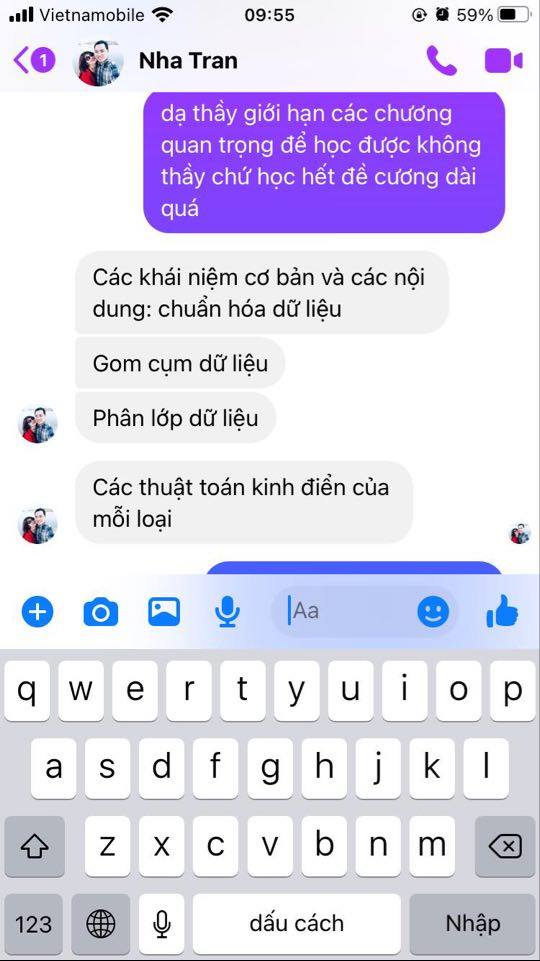 Vietnamobile 09:55 59%
1 Nha Tran
dạ thầy giới hạn các chương
quan trọng để học được không
thầy chứ học hết đề cương dài
quá
Các khái niệm cơ bản và các nội
dung: chuẩn hóa dữ liệu
Gom cụm dữ liệu
Phân lớp dữ liệu
Các thuật toán kinh điển của
mỗi loại
Aa
q w e r t y u i o p
a s d f g h j k l
z x c v b n m
123 dấu cách Nhập